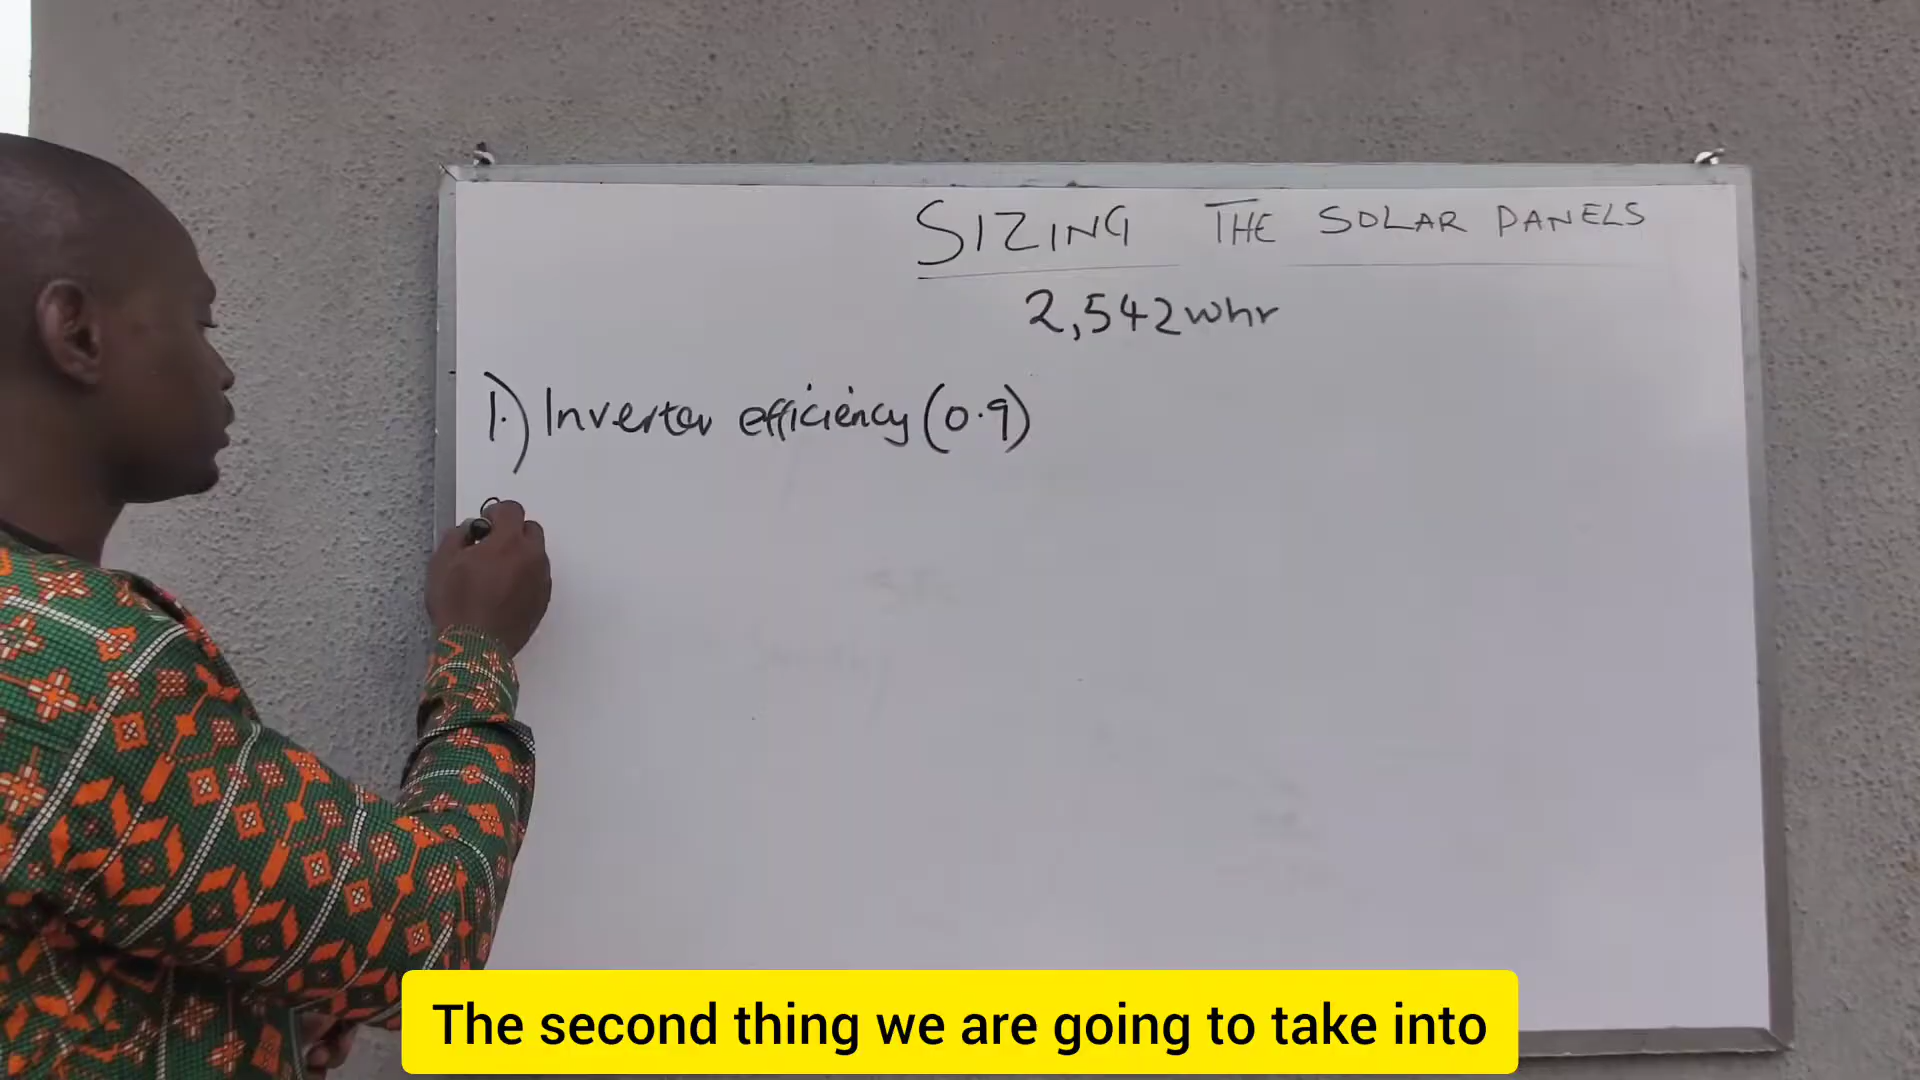 SIZING THE SOLAR PANELS
2,542whr
1.) Inverter efficiency (0.9)
The second thing we are going to take into